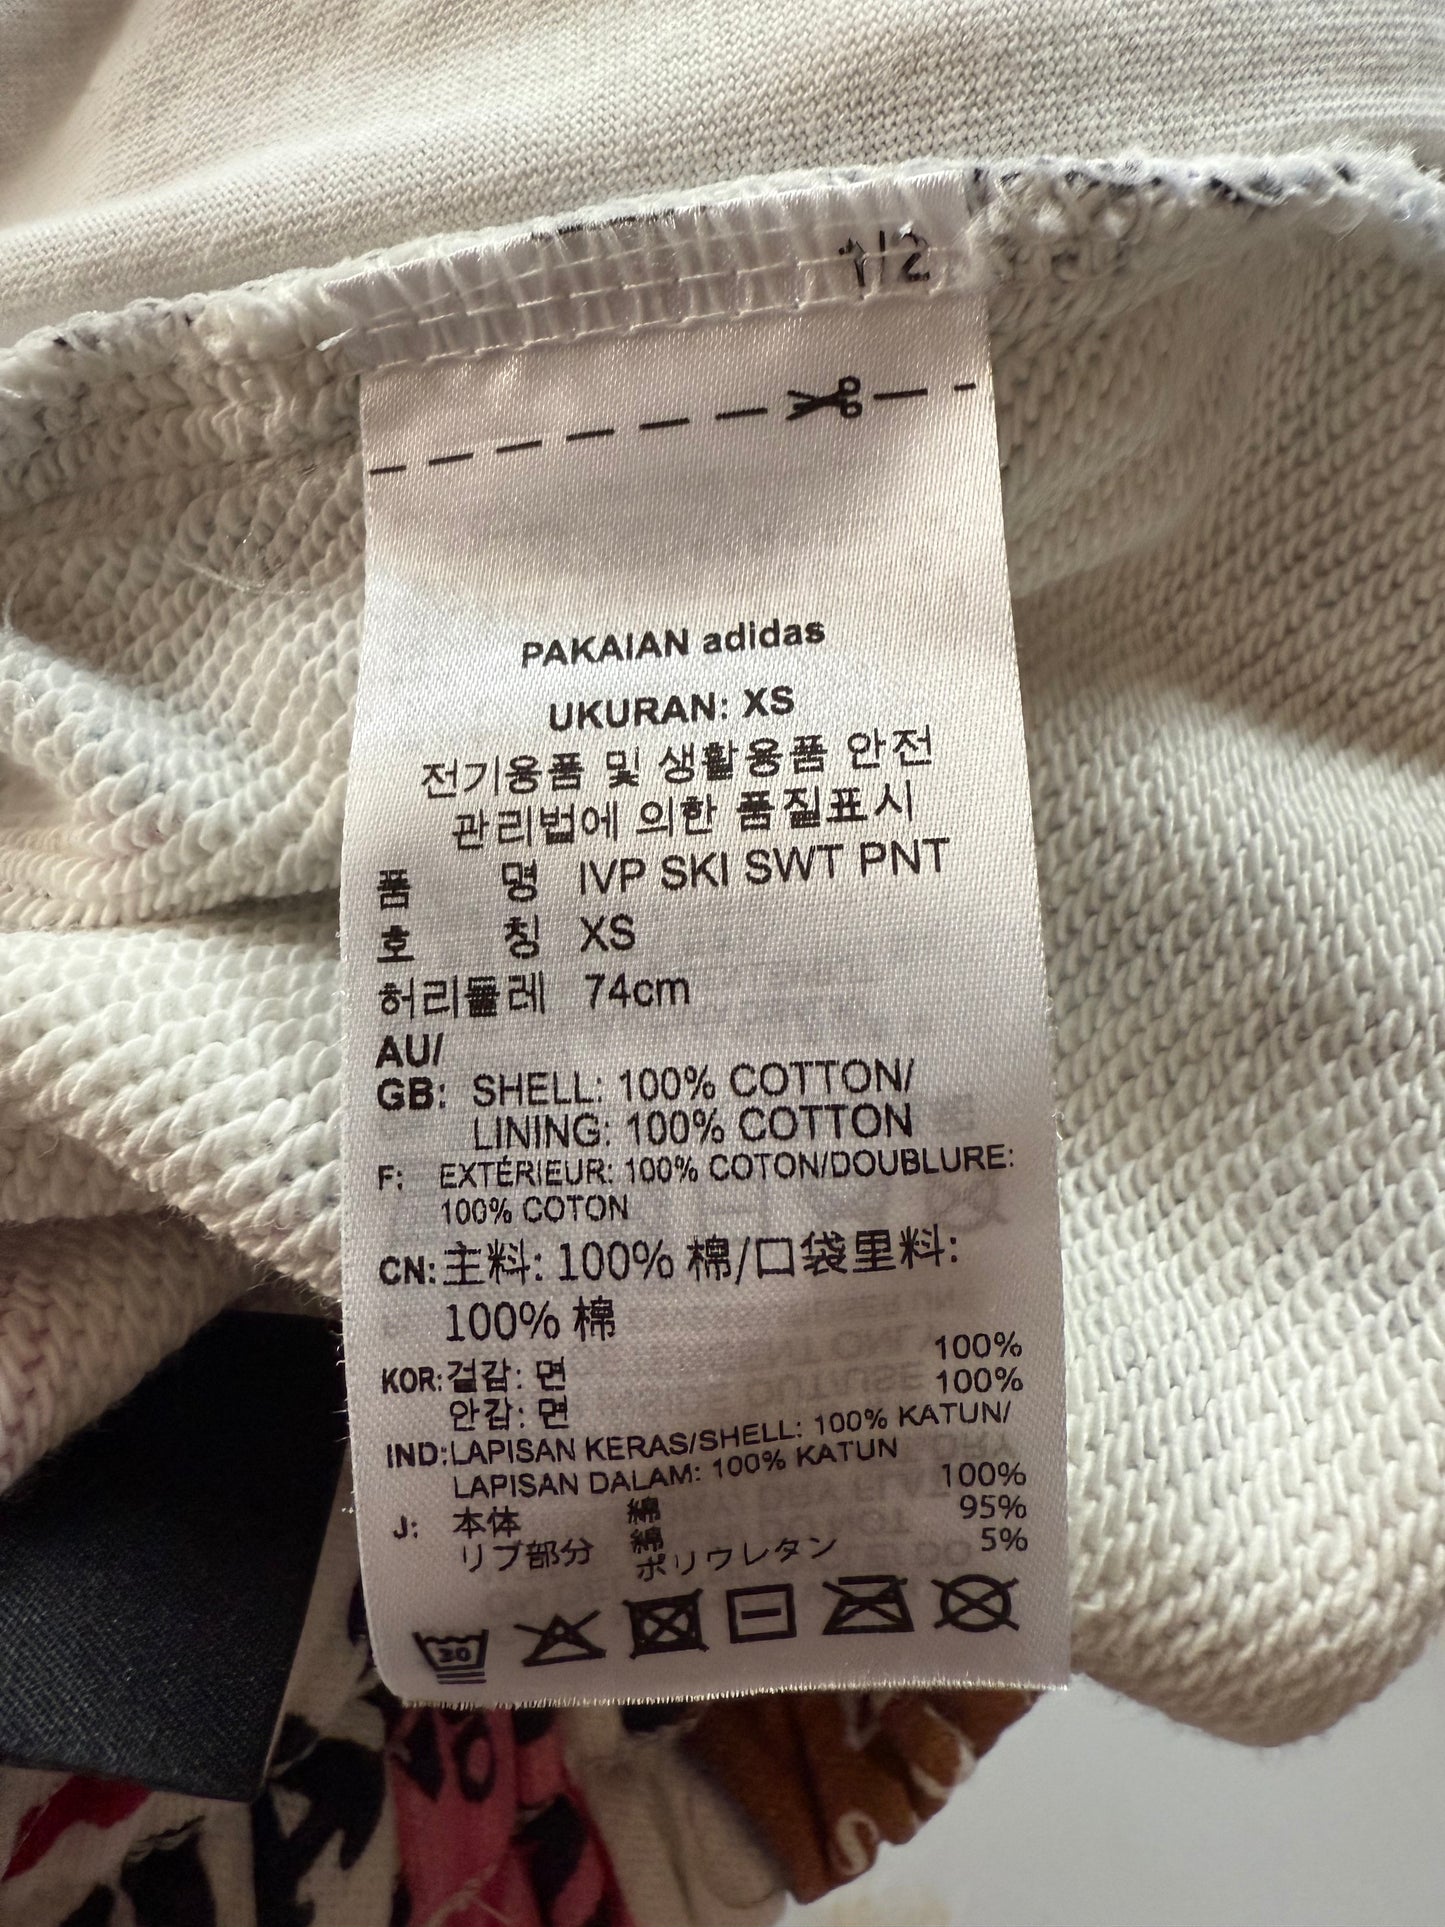 1/2
PAKAIAN adidas
UKURAN: XS
전기용품 및 생활용품 안전
관리법에 의한 품질표시
품 명 IVP SKI SWT PNT
호 칭 XS
허리둘레 74cm
AU/
GB: SHELL: 100% COTTON/
LINING: 100% COTTON
F: EXTÉRIEUR: 100% COTON/DOUBLURE:
100% COTON
CN: 主料: 100% 棉/口袋里料:
100% 棉
KOR: 겉감: 면 100%
안감: 면 100%
IND: LAPISAN KERAS/SHELL: 100% KATUN/
LAPISAN DALAM: 100% KATUN
J: 本体 綿 100%
リブ部分 綿 95%
ポリウレタン 5%
30